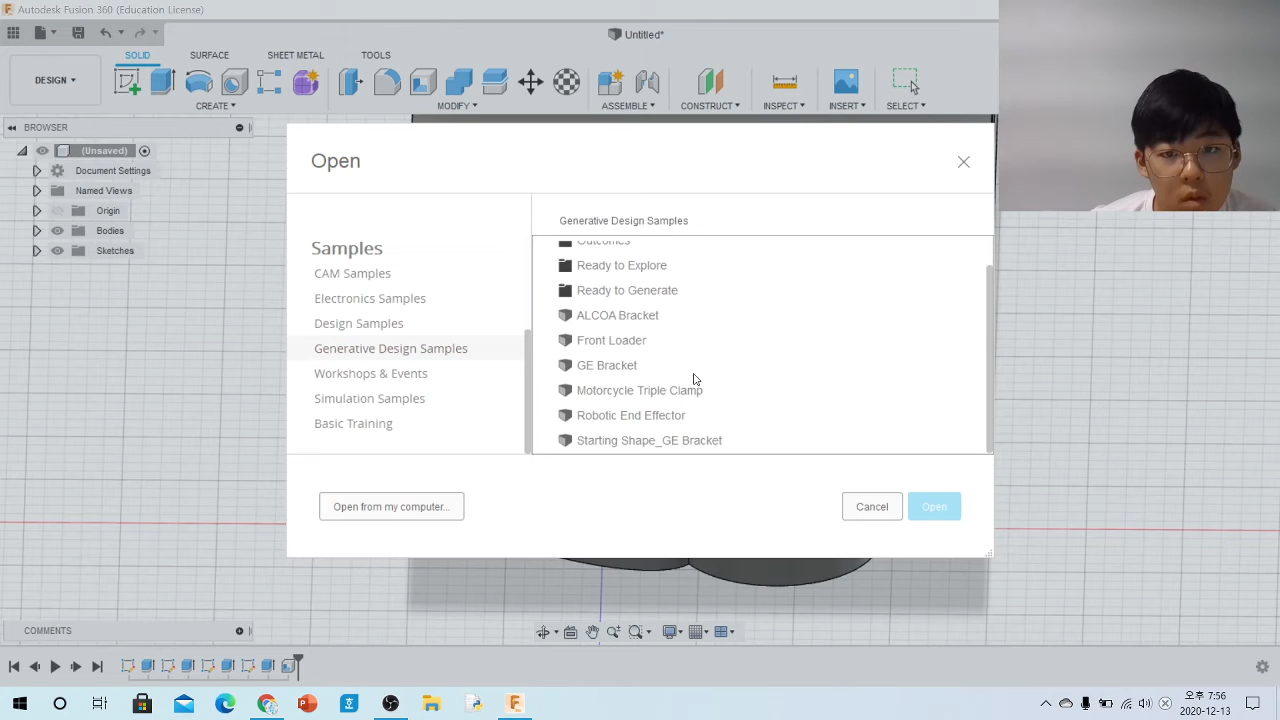 Autodesk Fusion 360 (Education License)
Untitled*
SOLID
SURFACE
SHEET METAL
TOOLS
DESIGN
CREATE
MODIFY
ASSEMBLE
CONSTRUCT
INSPECT
INSERT
SELECT
BROWSER
(Unsaved)
Document Settings
Named Views
Origin
Bodies
Sketches
Open
Samples
CAM Samples
Electronics Samples
Design Samples
Generative Design Samples
Workshops & Events
Simulation Samples
Basic Training
Generative Design Samples
Outcomes
Ready to Explore
Ready to Generate
ALCOA Bracket
Front Loader
GE Bracket
Motorcycle Triple Clamp
Robotic End Effector
Starting Shape_GE Bracket
Open from my computer...
Cancel
Open
COMMENTS
오후 7:56
2020-12-13